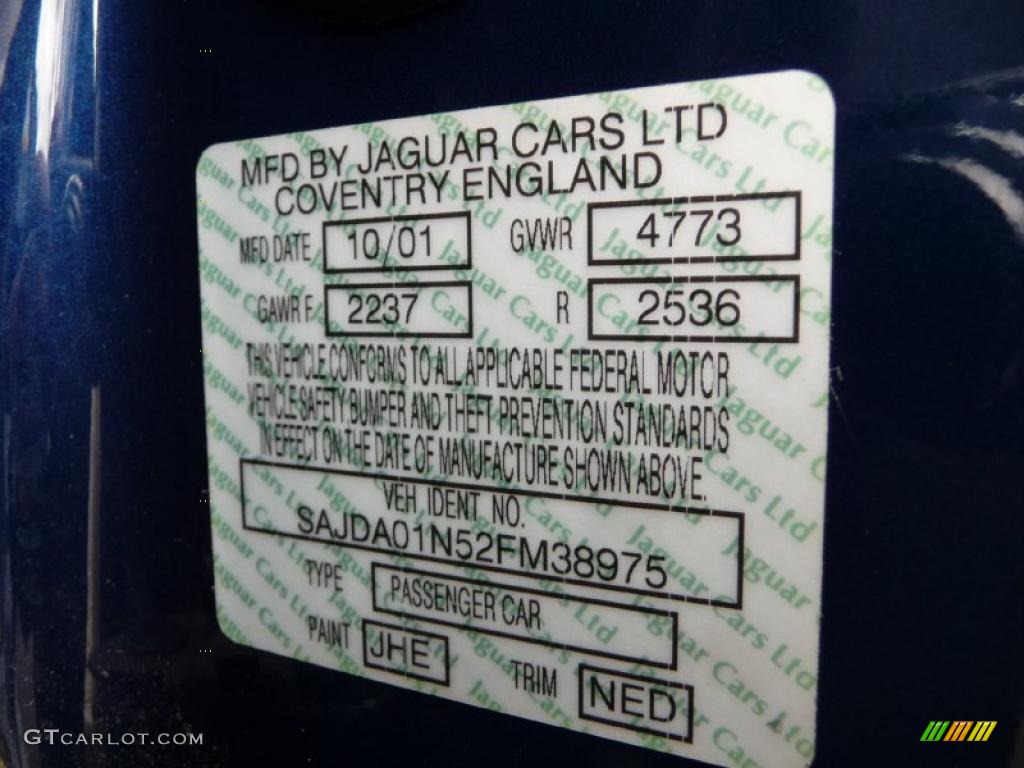 MFD BY JAGUAR CARS LTD
COVENTRY ENGLAND
MFD DATE 10/01 GVWR 4773
GAWR F 2237 R 2536
THIS VEHICLE CONFORMS TO ALL APPLICABLE FEDERAL MOTOR
VEHICLE SAFETY BUMPER AND THEFT PREVENTION STANDARDS
IN EFFECT ON THE DATE OF MANUFACTURE SHOWN ABOVE.
VEH IDENT NO.
SAJDA01N52FM38975
TYPE PASSENGER CAR
PAINT JHE TRIM NED
GTCARLOT.COM